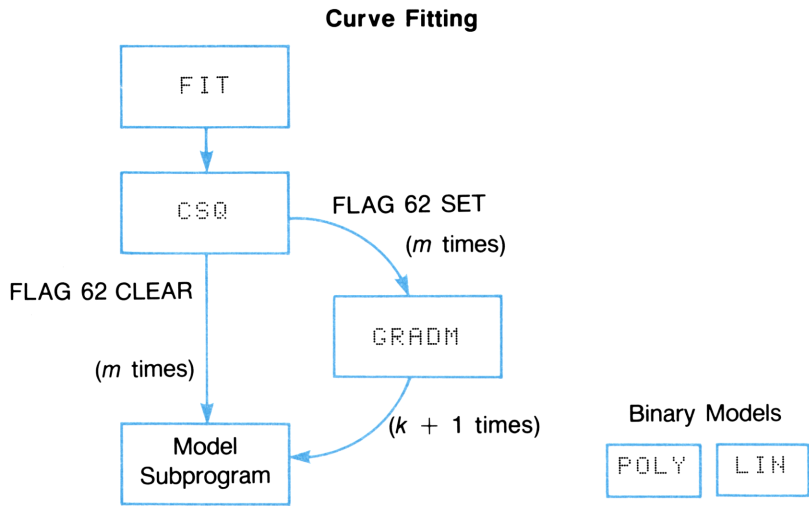 Curve Fitting
FIT
CSQ
FLAG 62 SET
(m times)
FLAG 62 CLEAR
GRADM
(m times)
(k + 1 times)
Model
Subprogram
Binary Models
POLY
LIN